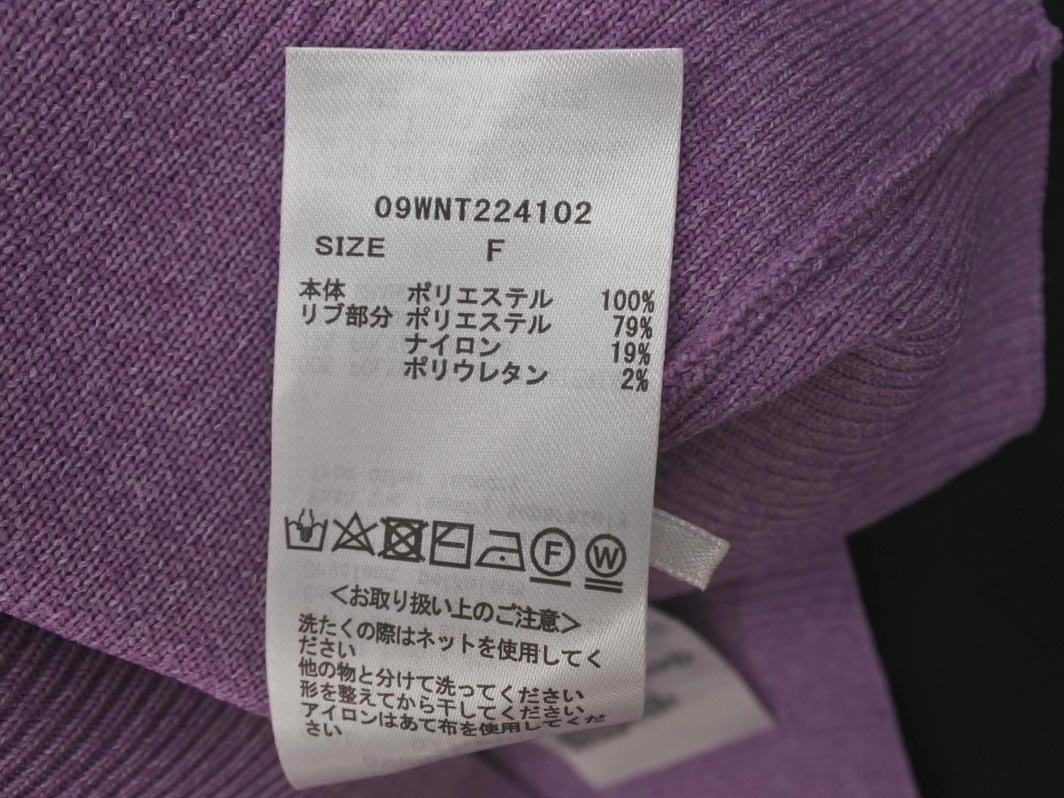 09WNT224102
SIZE F
本体 ポリエステル 100%
リブ部分 ポリエステル 79%
ナイロン 19%
ポリウレタン 2%
F W
<お取り扱い上のご注意>
洗たくの際はネットを使用してく
ださい
他の物と分けて洗ってください
形を整えてから干してください
アイロンはあて布を使用してくだ
さい